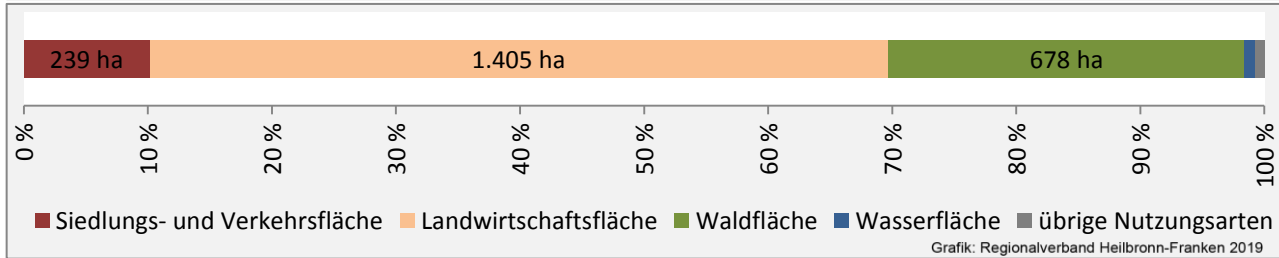 239 ha 1.405 ha 678 ha
0 % 10 % 20 % 30 % 40 % 50 % 60 % 70 % 80 % 90 % 100 %
Siedlungs- und Verkehrsfläche Landwirtschaftsfläche Waldfläche Wasserfläche übrige Nutzungsarten
Grafik: Regionalverband Heilbronn-Franken 2019